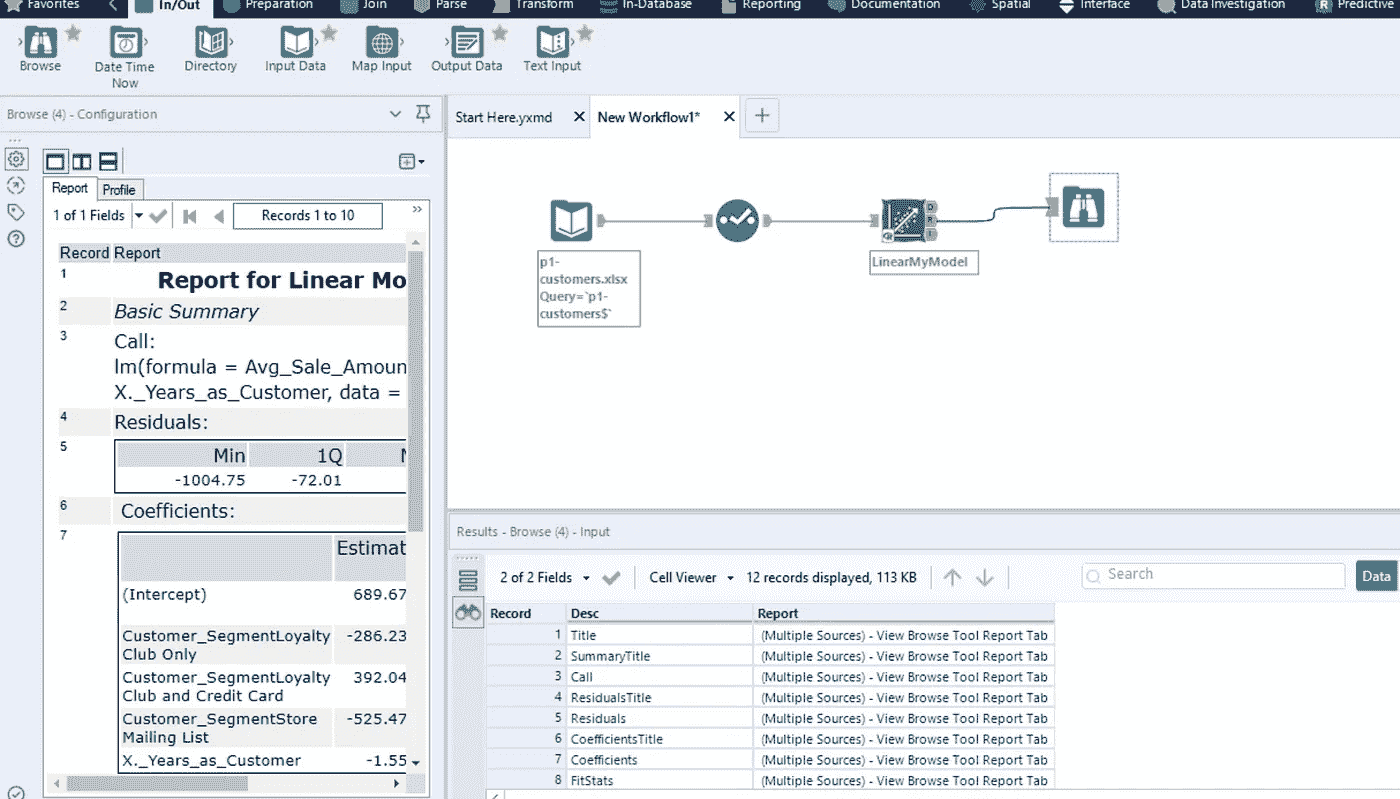 Favorites In/Out Preparation Join Parse Transform In-Database Reporting Documentation Spatial Interface Data Investigation Predictive
Browse
Date Time
Now
Directory
Input Data
Map Input
Output Data
Text Input
Browse (4) - Configuration
Start Here.yxmd
New Workflow1*
Report
Profile
1 of 1 Fields
Records 1 to 10
Record Report
1 Report for Linear Mo
2 Basic Summary
3 Call:
lm(formula = Avg_Sale_Amoun
X._Years_as_Customer, data =
4 Residuals:
5 Min 1Q
-1004.75 -72.01
6 Coefficients:
7 Estimat
(Intercept) 689.67
Customer_SegmentLoyalty -286.23
Club Only
Customer_SegmentLoyalty 392.04
Club and Credit Card
Customer_SegmentStore -525.47
Mailing List
X._Years_as_Customer -1.55
p1-
customers.xlsx
Query=`p1-
customers$`
LinearMyModel
D
R
I
Results - Browse (4) - Input
2 of 2 Fields
Cell Viewer
12 records displayed, 113 KB
Search
Data
Record Desc Report
1 Title (Multiple Sources) - View Browse Tool Report Tab
2 SummaryTitle (Multiple Sources) - View Browse Tool Report Tab
3 Call (Multiple Sources) - View Browse Tool Report Tab
4 ResidualsTitle (Multiple Sources) - View Browse Tool Report Tab
5 Residuals (Multiple Sources) - View Browse Tool Report Tab
6 CoefficientsTitle (Multiple Sources) - View Browse Tool Report Tab
7 Coefficients (Multiple Sources) - View Browse Tool Report Tab
8 FitStats (Multiple Sources) - View Browse Tool Report Tab